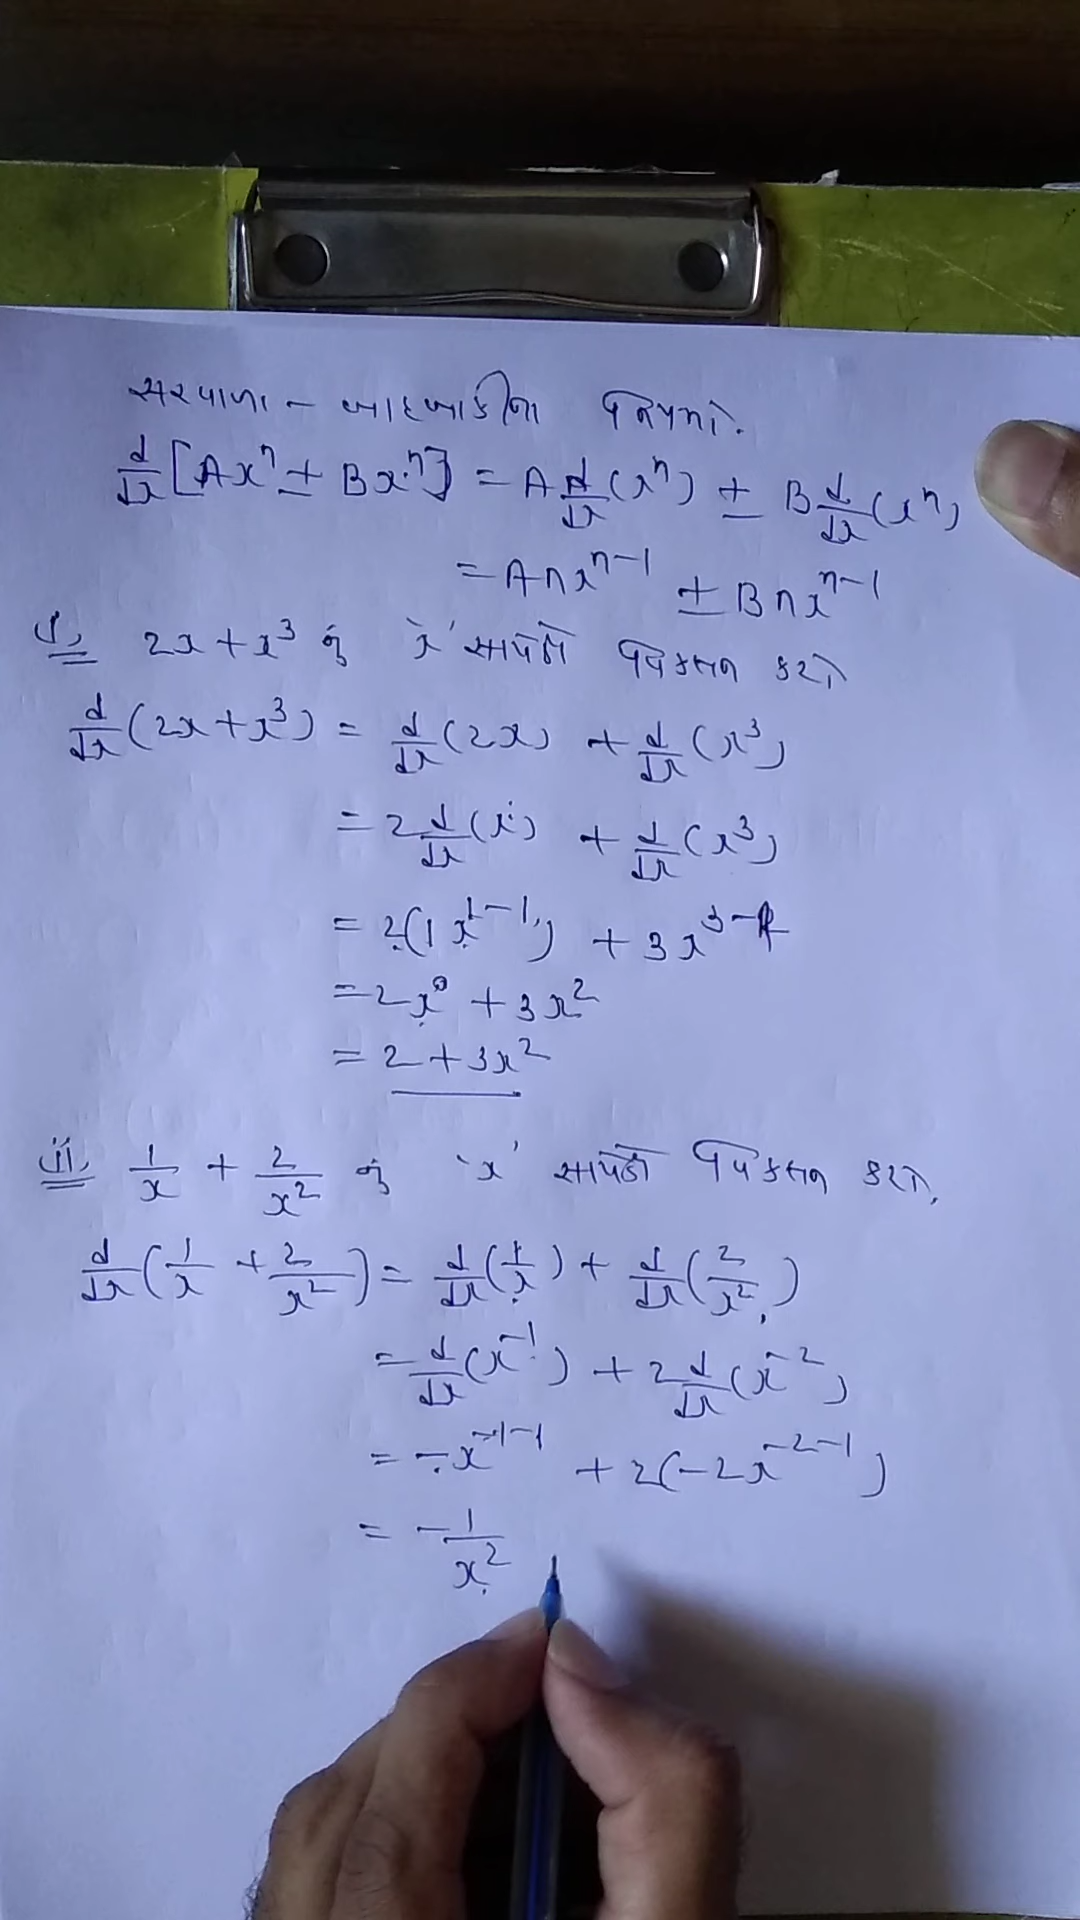 સરવાળા - બાદબાકીના નિયમો.
d/dx [Axⁿ ± Bxⁿ] = A d/dx (xⁿ) ± B d/dx (xⁿ)
= Anxⁿ⁻¹ ± Bnxⁿ⁻¹
(i) 2x + x³ નું 'x' સાપેક્ષે વિકલન કરો
d/dx (2x + x³) = d/dx (2x) + d/dx (x³)
= 2 d/dx (x) + d/dx (x³)
= 2(1x¹⁻¹) + 3x³⁻¹
= 2x⁰ + 3x²
= 2 + 3x²
(ii) 1/x + 2/x² નું 'x' સાપેક્ષે વિકલન કરો.
d/dx (1/x + 2/x²) = d/dx (1/x) + d/dx (2/x²)
= d/dx (x⁻¹) + 2 d/dx (x⁻²)
= -x⁻¹⁻¹ + 2(-2x⁻²⁻¹)
= -1/x²